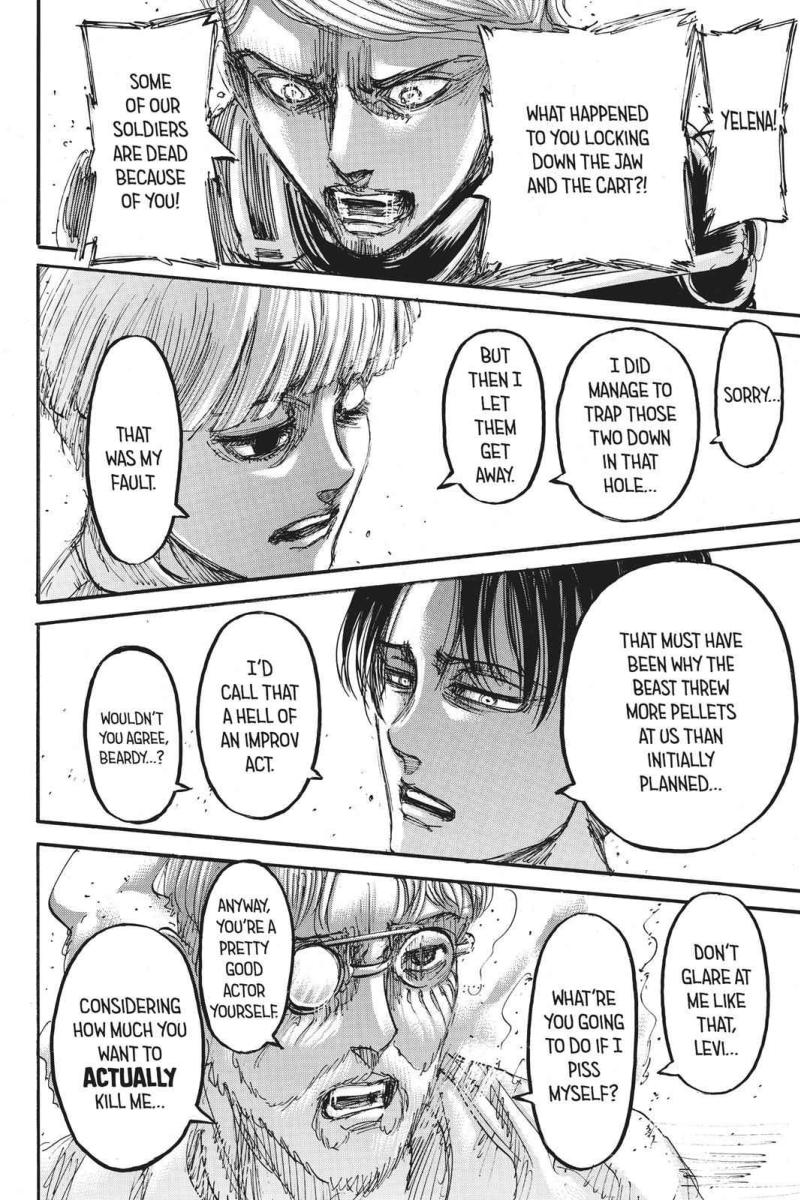 YELENA!
WHAT HAPPENED
TO YOU LOCKING
DOWN THE JAW
AND THE CART?!
SOME
OF OUR
SOLDIERS
ARE DEAD
BECAUSE
OF YOU!
SORRY...
I DID
MANAGE TO
TRAP THOSE
TWO DOWN
IN THAT
HOLE...
BUT
THEN I
LET
THEM
GET
AWAY.
THAT
WAS MY
FAULT.
THAT MUST HAVE
BEEN WHY THE
BEAST THREW
MORE PELLETS
AT US THAN
INITIALLY
PLANNED...
I'D
CALL THAT
A HELL OF
AN IMPROV
ACT.
WOULDN'T
YOU AGREE,
BEARDY...?
DON'T
GLARE AT
ME LIKE
THAT,
LEVI...
WHAT'RE
YOU GOING
TO DO IF I
PISS
MYSELF?
ANYWAY,
YOU'RE A
PRETTY
GOOD
ACTOR
YOURSELF.
CONSIDERING
HOW MUCH YOU
WANT TO
ACTUALLY
KILL ME...